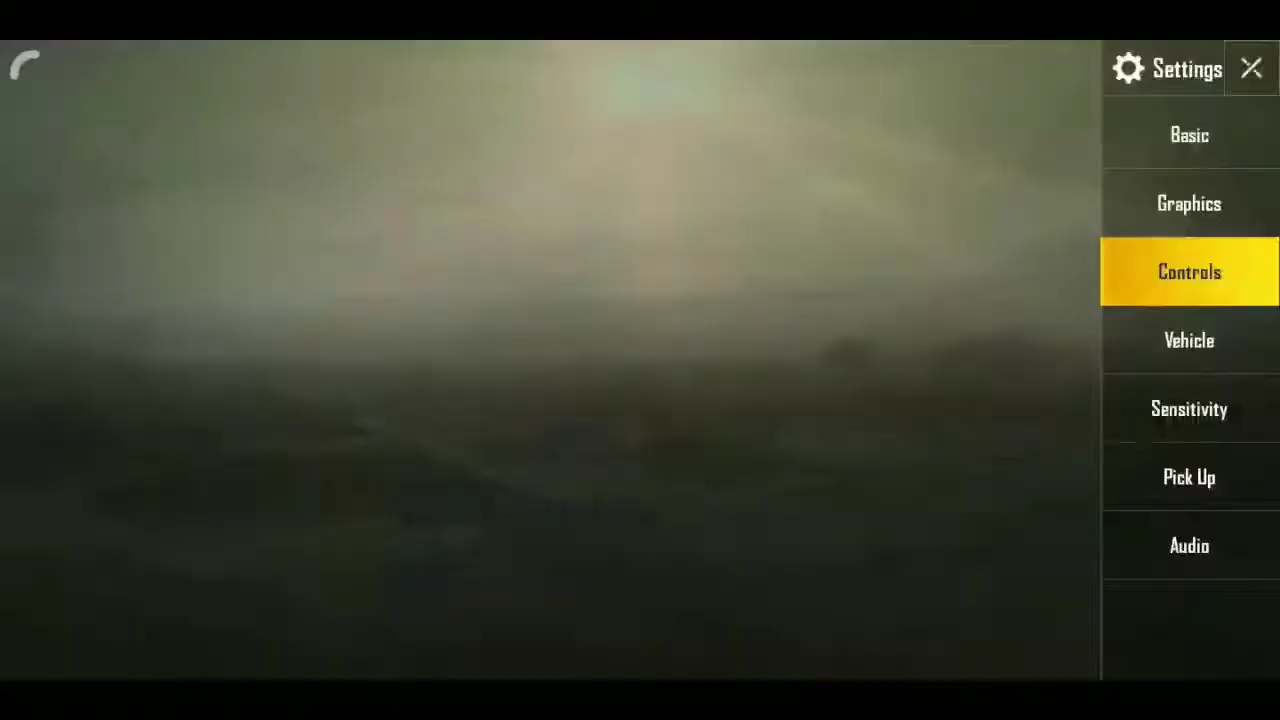 Settings
Basic
Graphics
Controls
Vehicle
Sensitivity
Pick Up
Audio